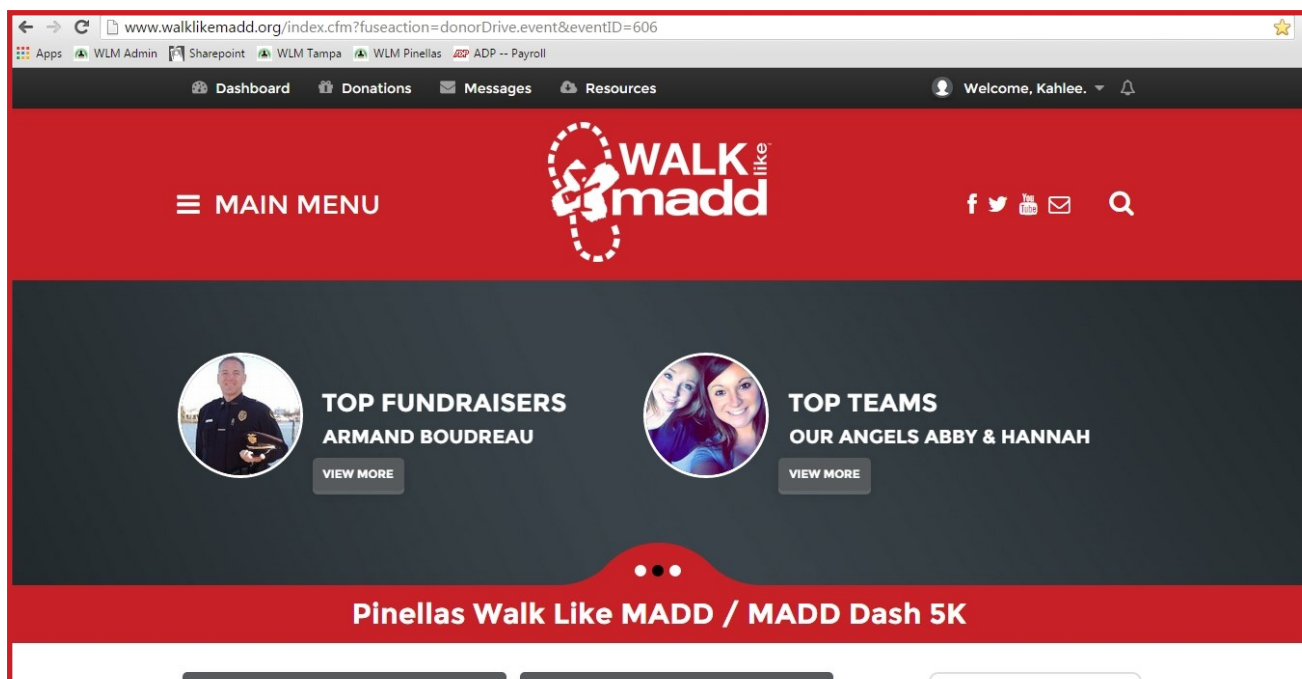 www.walklikemadd.org/index.cfm?fuseaction=donorDrive.event&eventID=606
Apps WLM Admin Sharepoint WLM Tampa WLM Pinellas ADP -- Payroll
Dashboard Donations Messages Resources Welcome, Kahlee.
MAIN MENU
WALK like
madd
You Tube
TOP FUNDRAISERS
ARMAND BOUDREAU
VIEW MORE
TOP TEAMS
OUR ANGELS ABBY & HANNAH
VIEW MORE
Pinellas Walk Like MADD / MADD Dash 5K